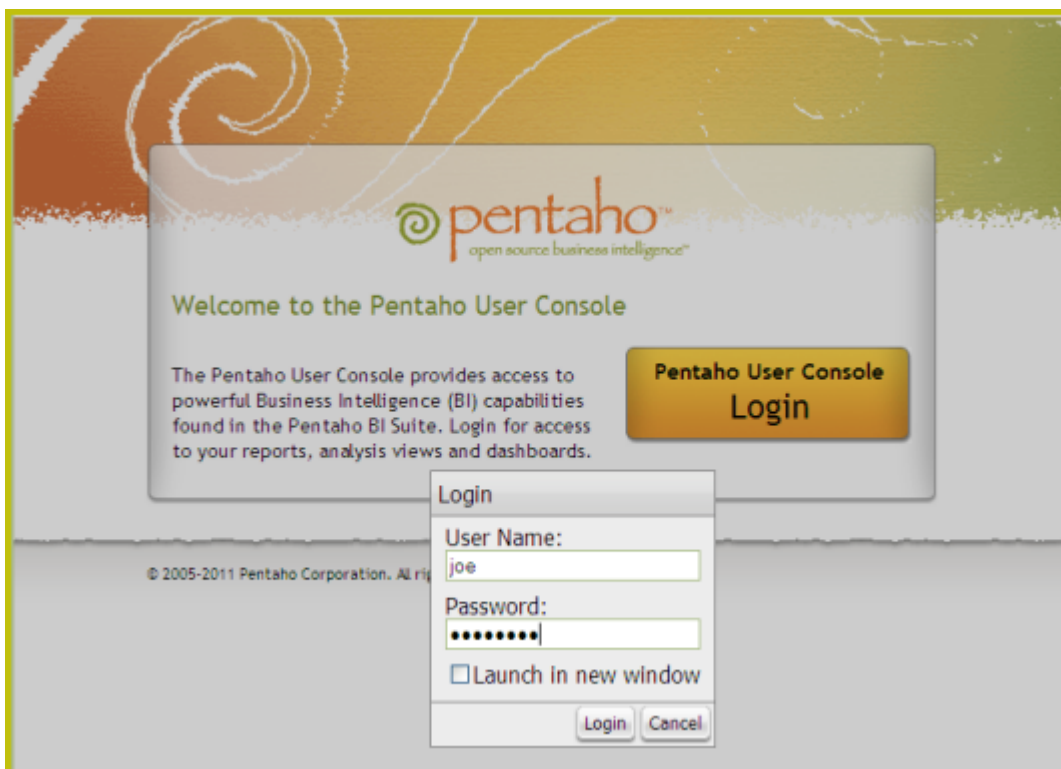 pentaho™
open source business intelligence™
Welcome to the Pentaho User Console
The Pentaho User Console provides access to
powerful Business Intelligence (BI) capabilities
found in the Pentaho BI Suite. Login for access
to your reports, analysis views and dashboards.
Pentaho User Console
Login
Login
User Name:
joe
Password:
••••••••
Launch in new window
Login Cancel
© 2005-2011 Pentaho Corporation. All